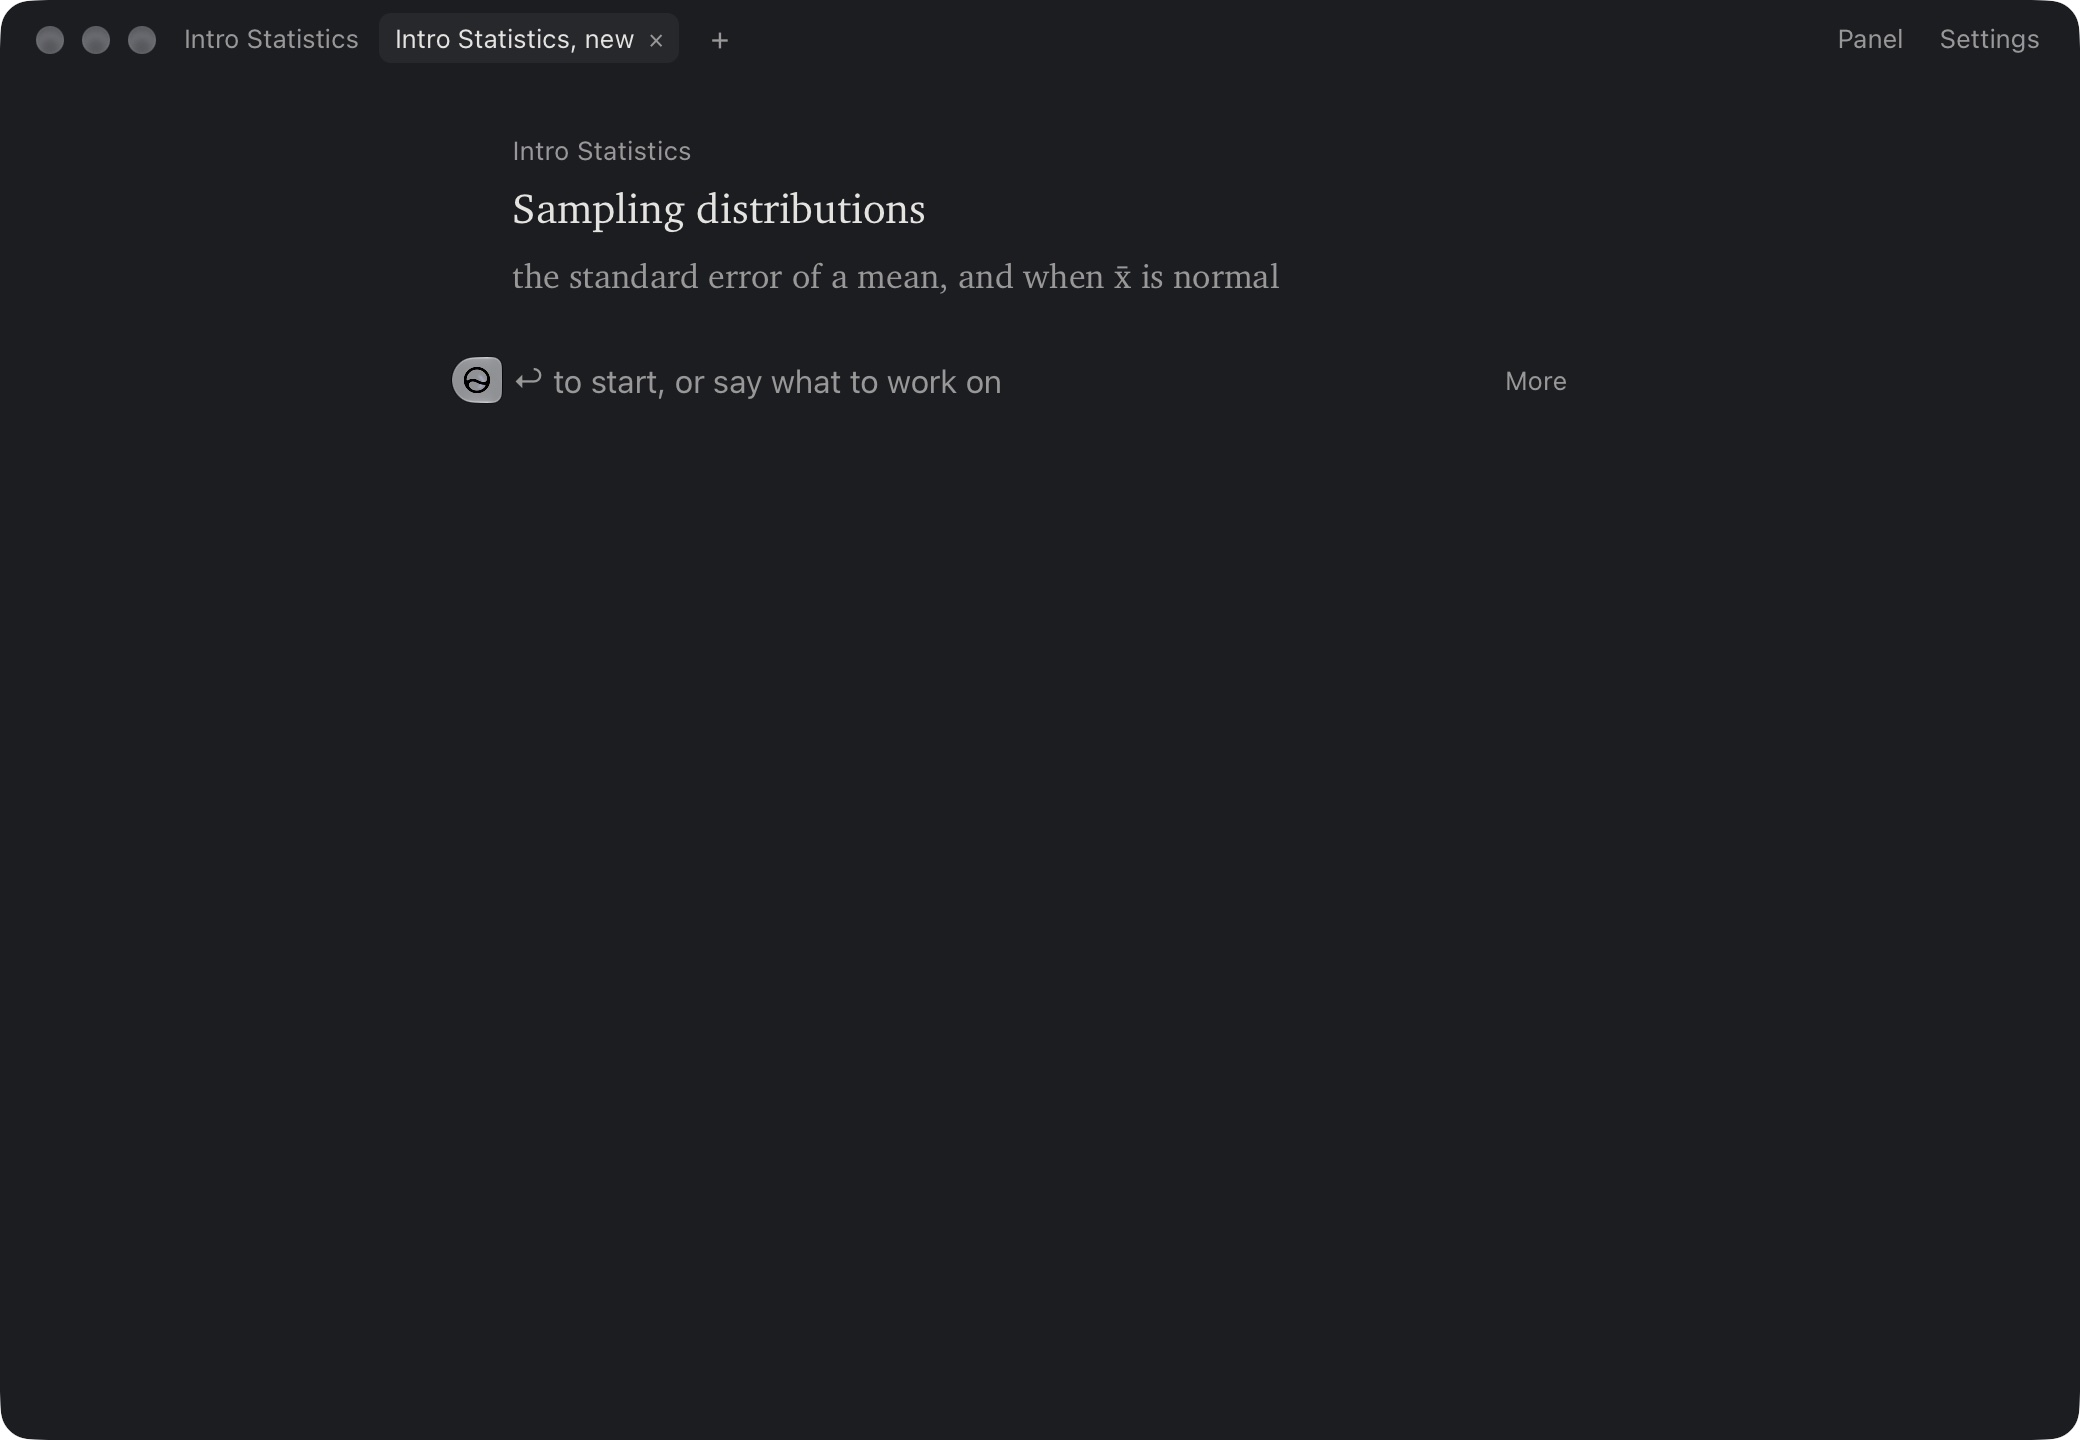 Intro Statistics
Intro Statistics, new ×
+
Panel
Settings
Intro Statistics
Sampling distributions
the standard error of a mean, and when x̄ is normal
↩ to start, or say what to work on
More